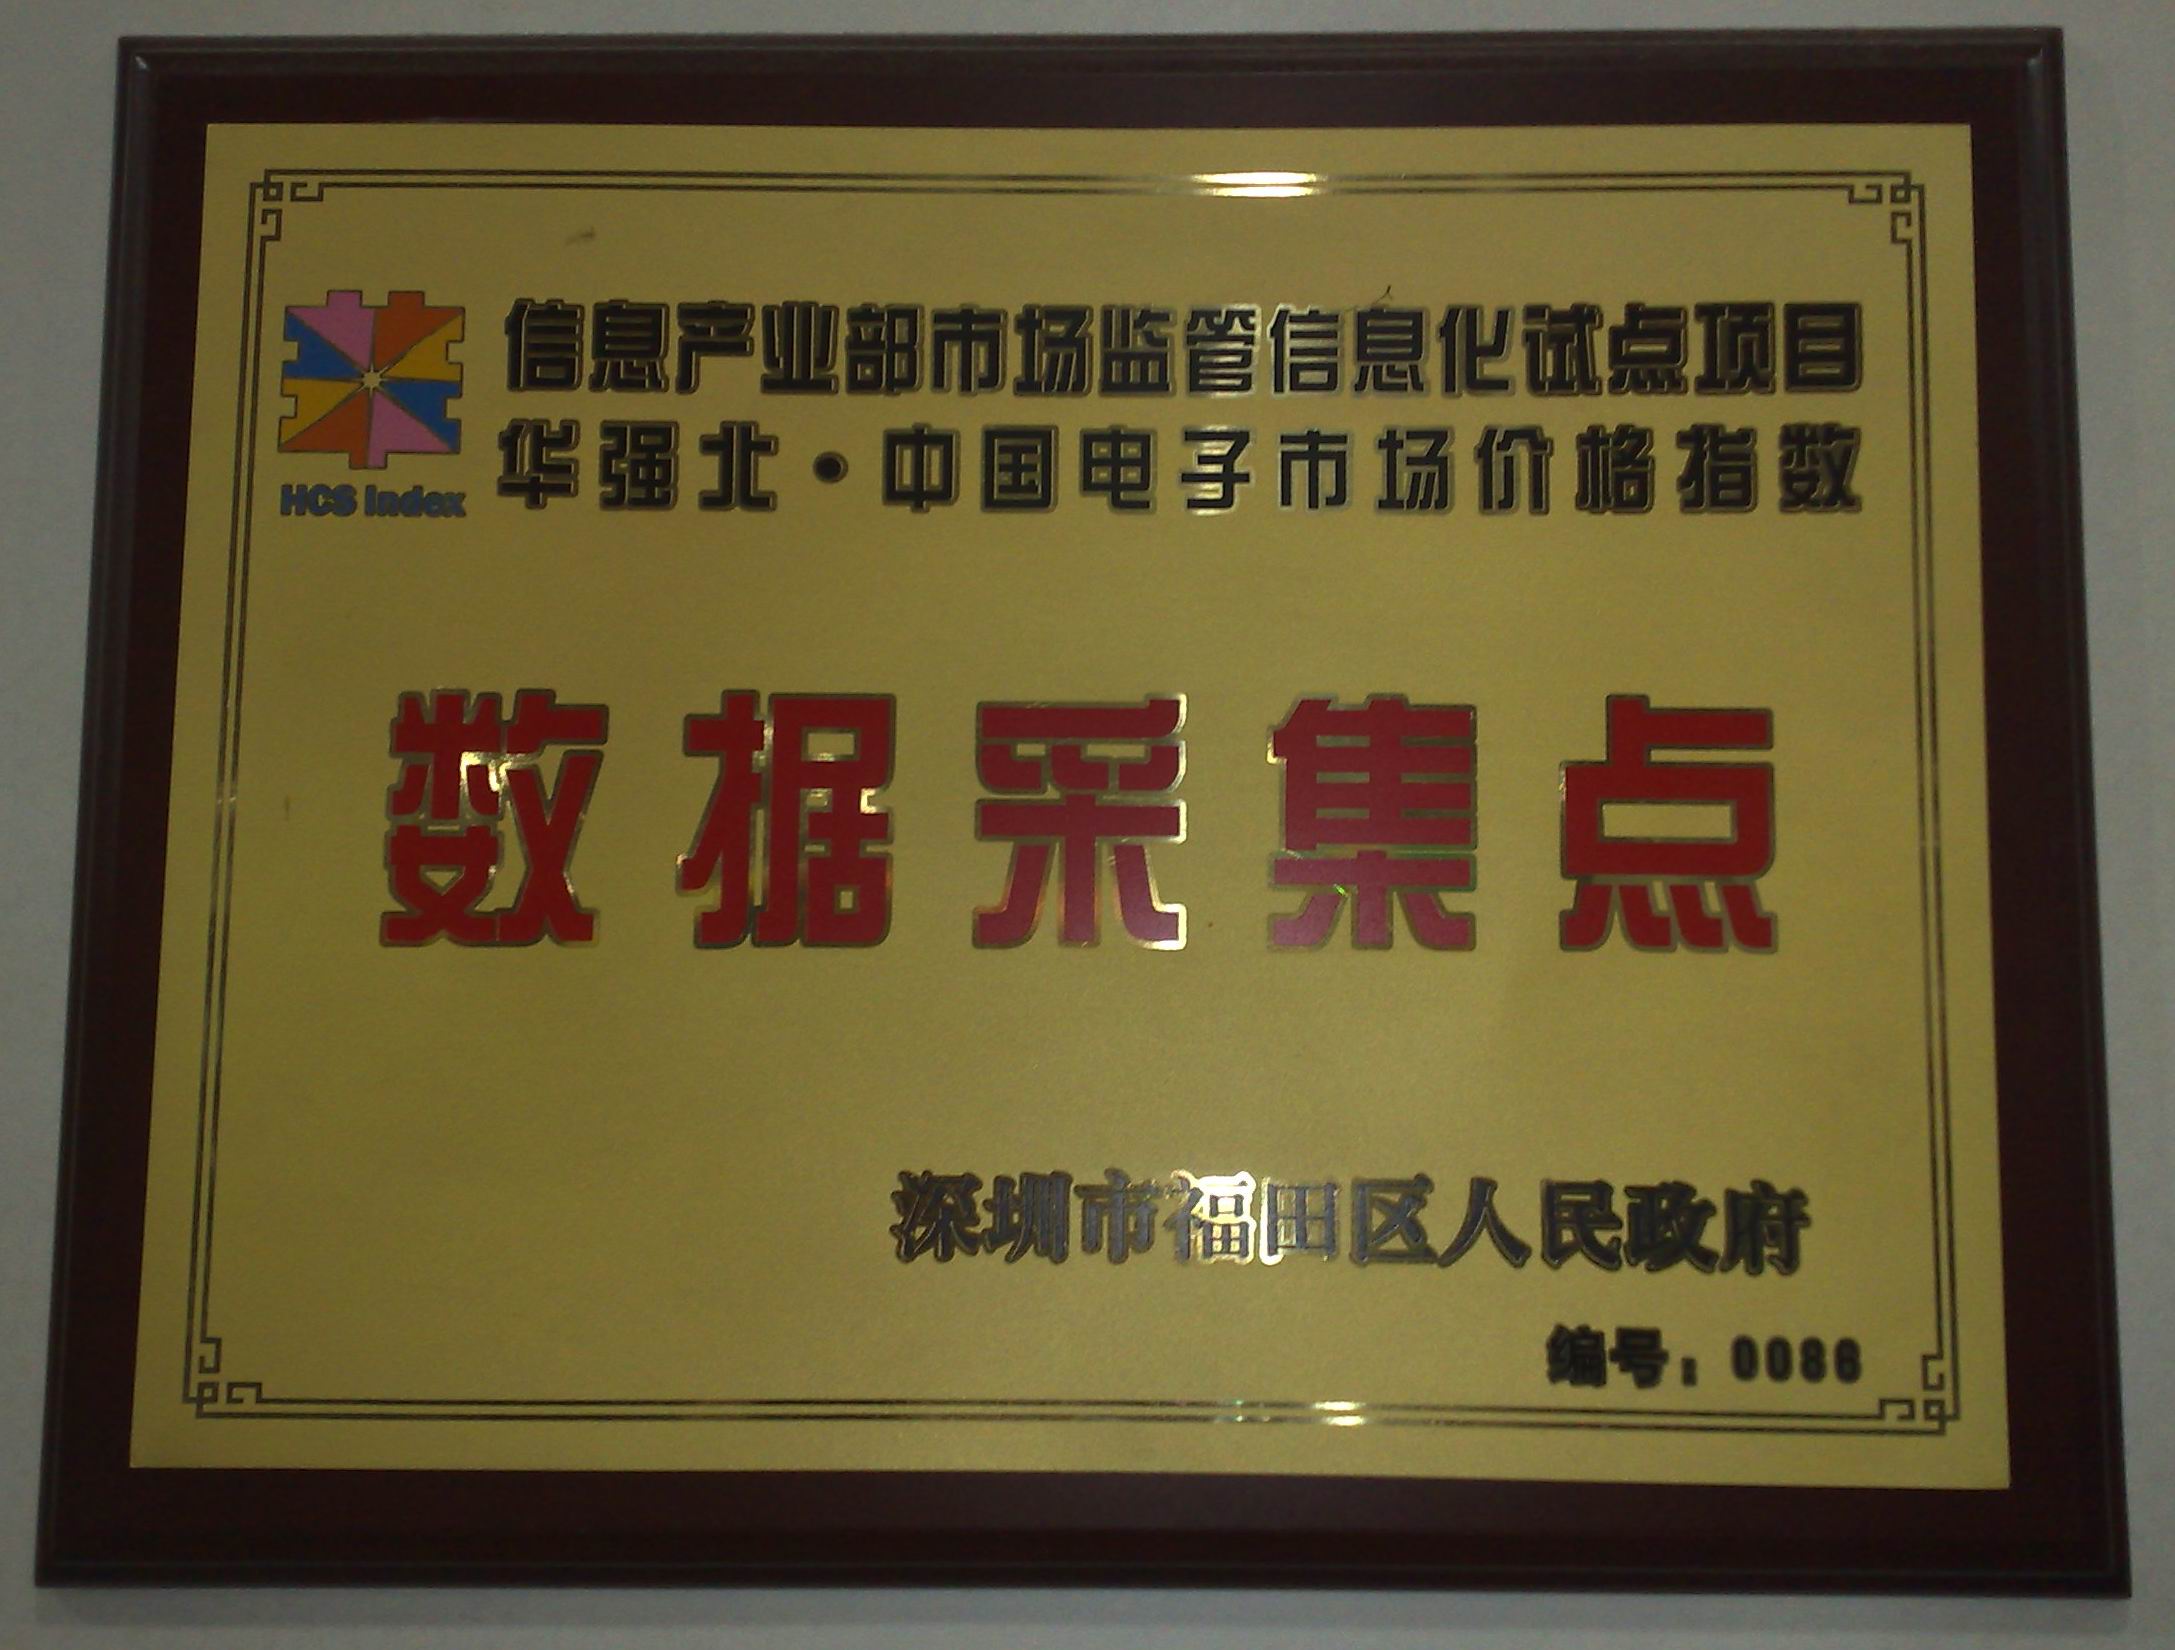 信息产业部市场监管信息化试点项目
华强北·中国电子市场价格指数
HCS Index
数据采集点
深圳市福田区人民政府
编号：0086